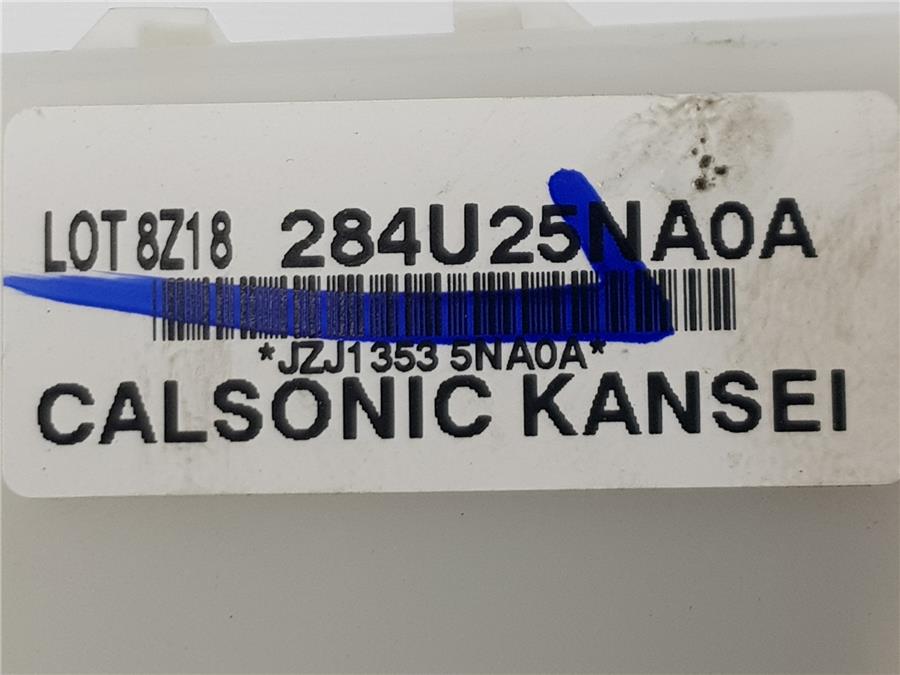 LOT 8Z18 284U25NA0A
*JZJ1353 5NA0A*
CALSONIC KANSEI